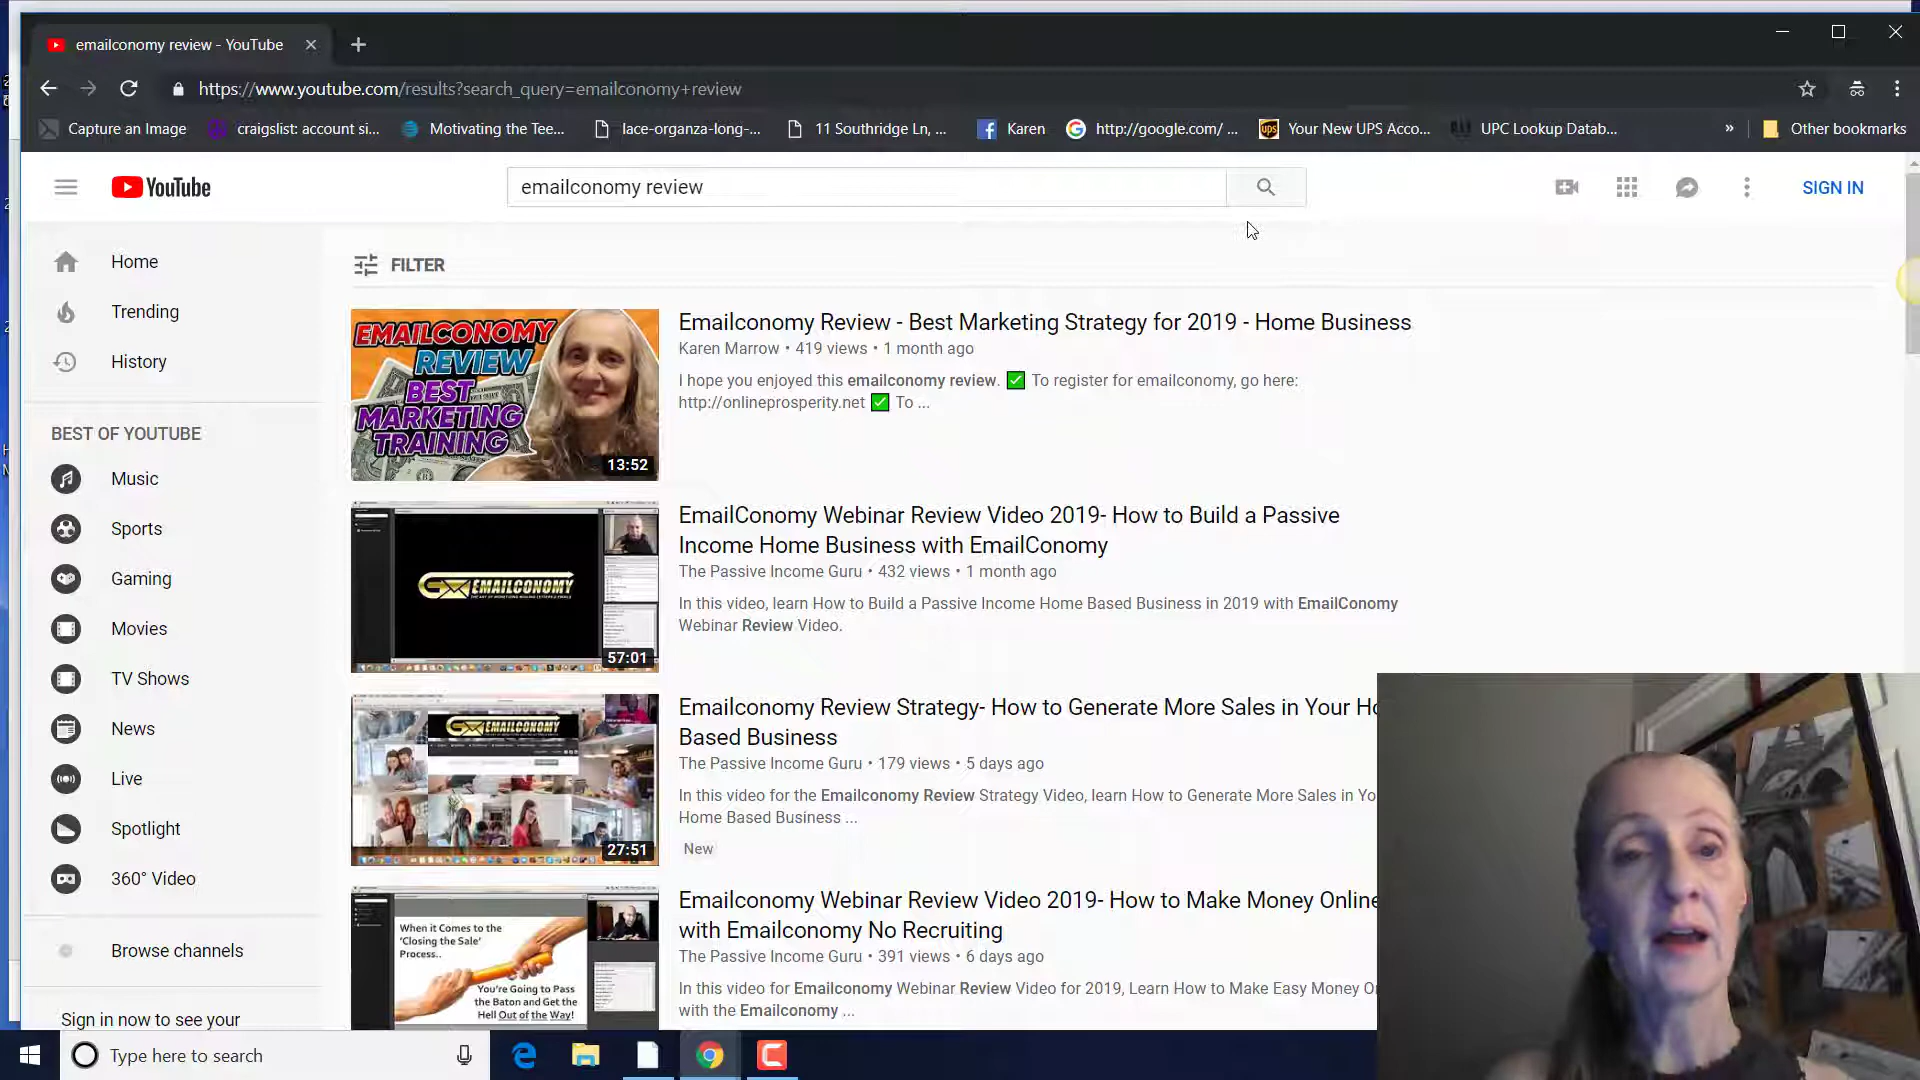 emailconomy review - YouTube
https://www.youtube.com/results?search_query=emailconomy+review
Capture an Image
craigslist: account si...
Motivating the Tee...
lace-organza-long-...
11 Southridge Ln, ...
Karen
http://google.com/ ...
Your New UPS Acco...
UPC Lookup Datab...
»
Other bookmarks
YouTube
emailconomy review
SIGN IN
Home
Trending
History
BEST OF YOUTUBE
Music
Sports
Gaming
Movies
TV Shows
News
Live
Spotlight
360° Video
Browse channels
Sign in now to see your
FILTER
EMAILCONOMY
REVIEW
BEST
MARKETING
TRAINING
13:52
Emailconomy Review - Best Marketing Strategy for 2019 - Home Business
Karen Marrow • 419 views • 1 month ago
I hope you enjoyed this emailconomy review. ✅ To register for emailconomy, go here:
http://onlineprosperity.net ✅ To ...
EMAILCONOMY
57:01
EmailConomy Webinar Review Video 2019- How to Build a Passive
Income Home Business with EmailConomy
The Passive Income Guru • 432 views • 1 month ago
In this video, learn How to Build a Passive Income Home Based Business in 2019 with EmailConomy
Webinar Review Video.
EMAILCONOMY
27:51
Emailconomy Review Strategy- How to Generate More Sales in Your Ho
Based Business
The Passive Income Guru • 179 views • 5 days ago
In this video for the Emailconomy Review Strategy Video, learn How to Generate More Sales in Yo
Home Based Business ...
New
When it Comes to the
'Closing the Sale'
Process..
You're Going to Pass
the Baton and Get the
Hell Out of the Way!
Emailconomy Webinar Review Video 2019- How to Make Money Online
with Emailconomy No Recruiting
The Passive Income Guru • 391 views • 6 days ago
In this video for Emailconomy Webinar Review Video for 2019, Learn How to Make Easy Money On
with the Emailconomy ...
Type here to search